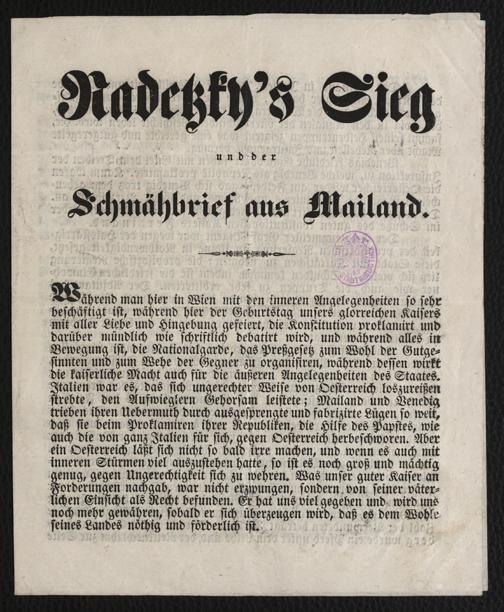 Radetzky's Sieg
und der
Schmähbrief aus Mailand.
Während man hier in Wien mit den inneren Angelegenheiten so sehr
beschäftigt ist, während hier der Geburtstag unsers glorreichen Kaisers
mit aller Liebe und Hingebung gefeiert, die Konstitution proklamirt und
darüber mündlich wie schriftlich debatirt wird, und während alles in
Bewegung ist, die Nationalgarde, das Preßgesetz zum Wohl der Gutge-
sinnten und zum Wehe der Gegner zu organisiren, während dessen wirkt
die kaiserliche Macht auch für die äußeren Angelegenheiten des Staates.
Italien war es, das sich ungerechter Weise von Oesterreich loszureißen
strebte, den Aufwieglern Gehorsam leistete; Mailand und Venedig
trieben ihren Uebermuth durch ausgesprengte und fabrizirte Lügen so weit,
daß sie beim Proklamiren ihrer Republiken, die Hilfe des Papstes, wie
auch die von ganz Italien für sich, gegen Oesterreich herbeschworen. Aber
ein Oesterreich läßt sich nicht so bald irre machen, und wenn es auch mit
inneren Stürmen viel auszustehen hatte, so ist es noch groß und mächtig
genug, gegen Ungerechtigkeit sich zu wehren. Was unser guter Kaiser an
Forderungen nachgab, war nicht erzwungen, sondern von seiner väter-
lichen Einsicht als Recht befunden. Er hat uns viel gegeben und wird uns
noch mehr gewähren, sobald er sich überzeugen wird, daß es dem Wohle
seines Landes nöthig und förderlich ist.